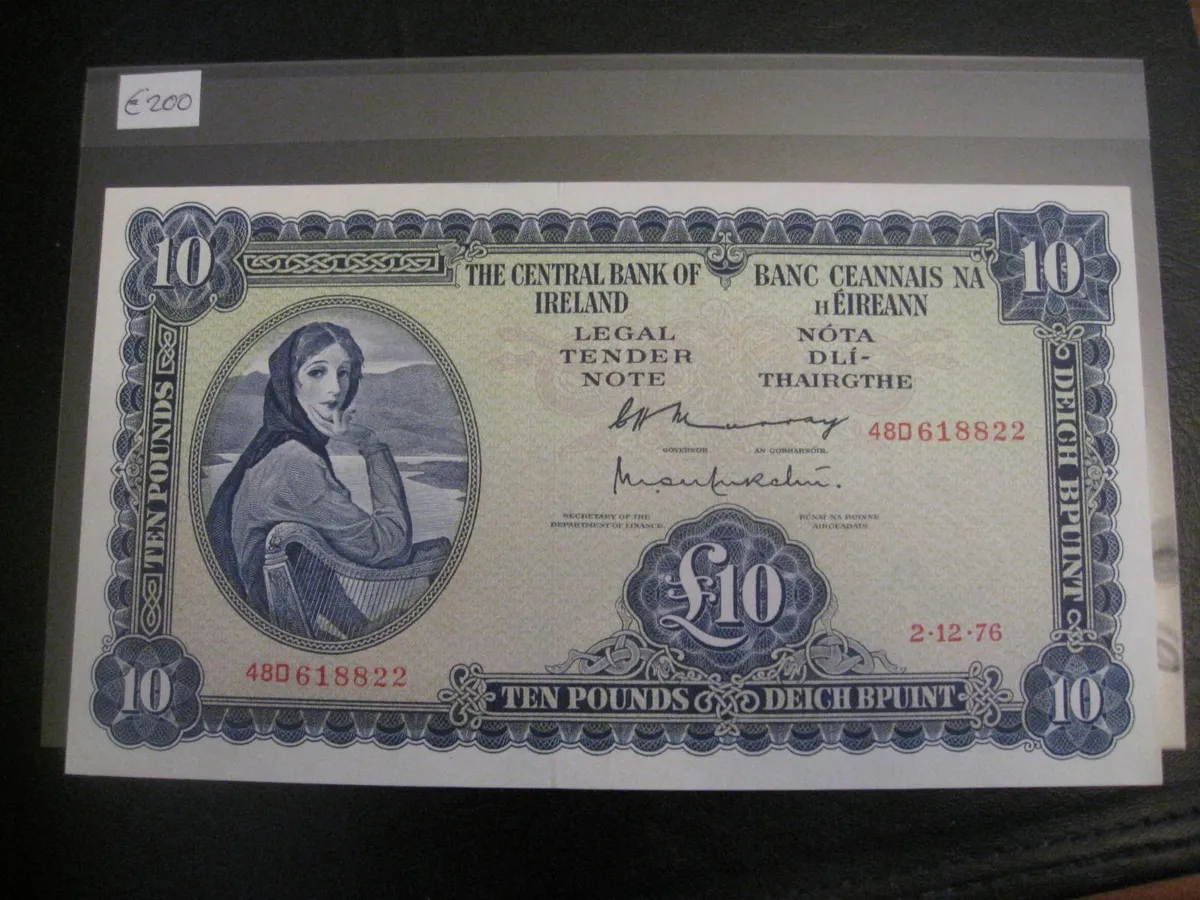 €200
10
10
THE CENTRAL BANK OF
IRELAND
BANC CEANNAIS NA
hÉIREANN
LEGAL
TENDER
NOTE
NÓTA
DLÍ-
THAIRGTHE
TEN POUNDS
DEICH BPUINT
C H Murray
48D 618822
GOVERNOR
AN GOBHARNÓIR.
SECRETARY OF THE
DEPARTMENT OF FINANCE
RÚNAÍ NA ROINNE
AIRGEADAIS
£10
2·12·76
48D 618822
10
TEN POUNDS
DEICH BPUINT
10